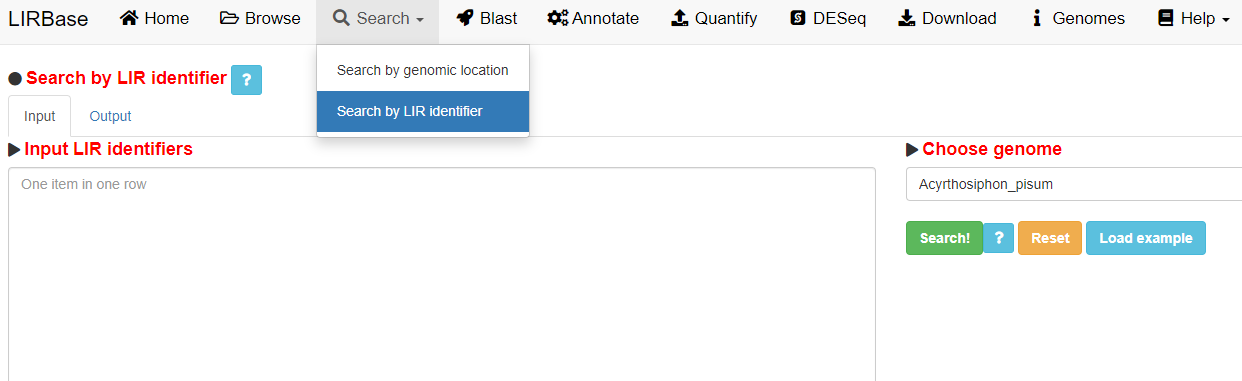 LIRBase Home Browse Search Blast Annotate Quantify DESeq Download Genomes Help
Search by genomic location
Search by LIR identifier
Search by LIR identifier ?
Input Output
Input LIR identifiers
One item in one row
Choose genome
Acyrthosiphon_pisum
Search! ? Reset Load example